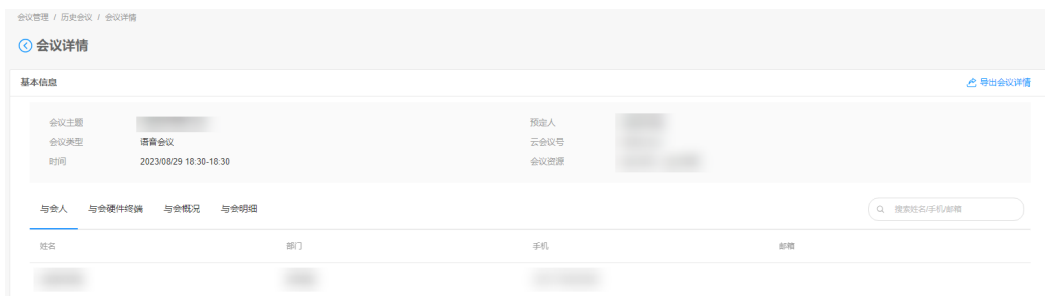 会议管理 / 历史会议 / 会议详情
会议详情
基本信息 导出会议详情
会议主题 预定人
会议类型 语音会议 云会议号
时间 2023/08/29 18:30-18:30 会议资源
与会人 与会硬件终端 与会概况 与会明细 搜索姓名/手机/邮箱
姓名 部门 手机 邮箱